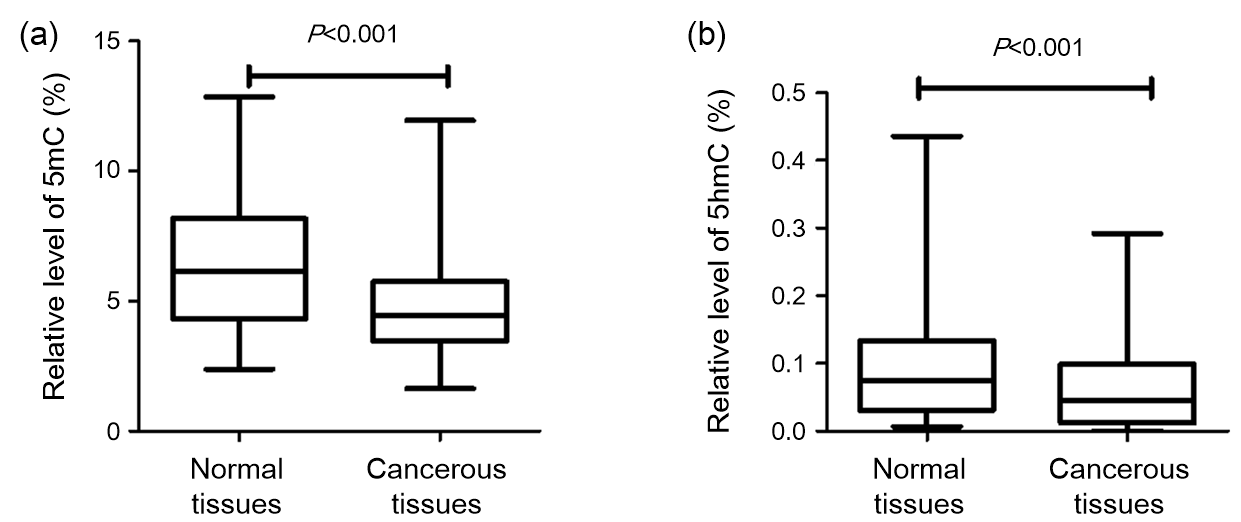 (a)
P<0.001
Relative level of 5mC (%)
15
10
5
0
Normal
tissues
Cancerous
tissues
(b)
P<0.001
Relative level of 5hmC (%)
0.5
0.4
0.3
0.2
0.1
0.0
Normal
tissues
Cancerous
tissues